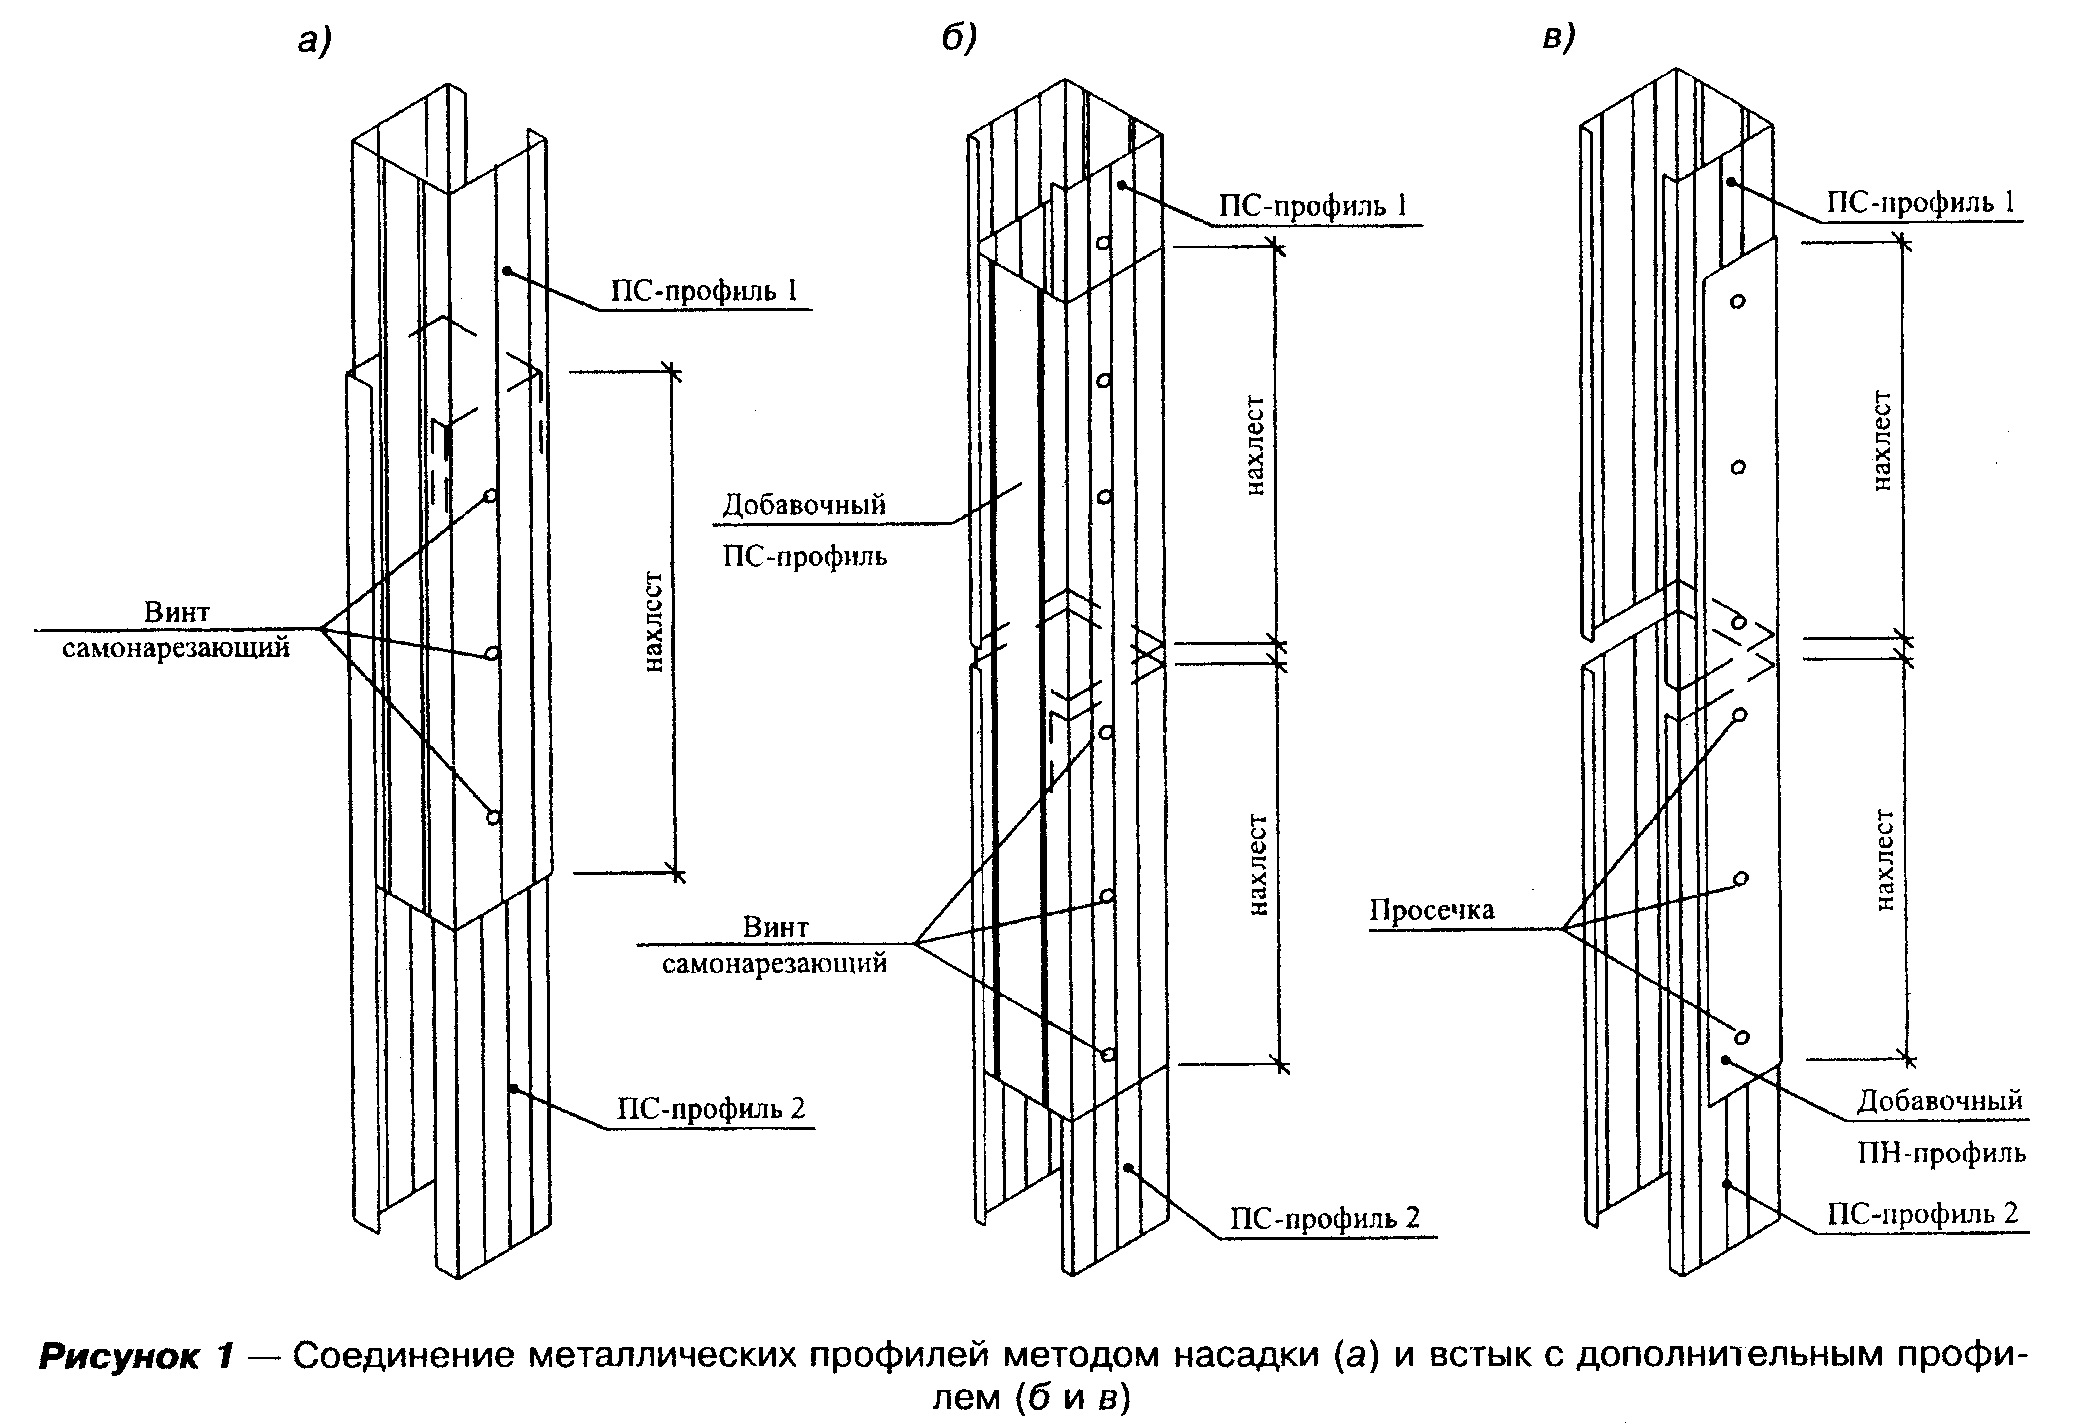 а)
ПС-профиль 1
нахлест
Винт
самонарезающий
ПС-профиль 2
б)
ПС-профиль 1
нахлест
Добавочный
ПС-профиль
нахлест
Винт
самонарезающий
ПС-профиль 2
в)
ПС-профиль 1
нахлест
нахлест
Просечка
Добавочный
ПН-профиль
ПС-профиль 2
Рисунок 1 — Соединение металлических профилей методом насадки (а) и встык с дополнительным профи-
лем (б и в)